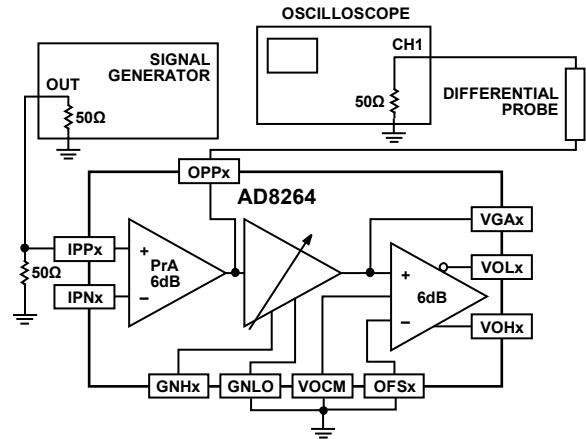 OSCILLOSCOPE
SIGNAL
GENERATOR
OUT
50Ω
CH1
50Ω
DIFFERENTIAL
PROBE
OPPx
AD8264
IPPx
50Ω
IPNx
+
PrA
6dB
–
+
6dB
–
VGAx
VOLx
VOHx
GNHx
GNLO
VOCM
OFSx